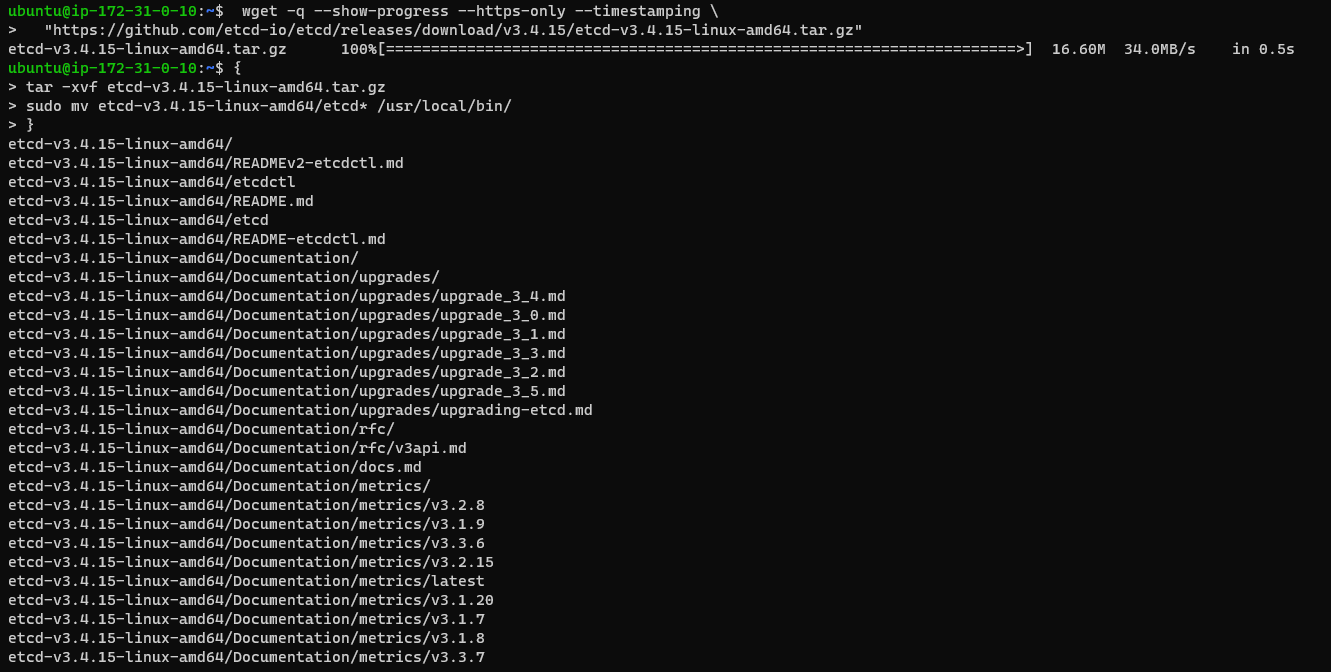 ubuntu@ip-172-31-0-10:~$  wget -q --show-progress --https-only --timestamping \
>   "https://github.com/etcd-io/etcd/releases/download/v3.4.15/etcd-v3.4.15-linux-amd64.tar.gz"
etcd-v3.4.15-linux-amd64.tar.gz      100%[======================================================================>]  16.60M  34.0MB/s    in 0.5s
ubuntu@ip-172-31-0-10:~$ {
> tar -xvf etcd-v3.4.15-linux-amd64.tar.gz
> sudo mv etcd-v3.4.15-linux-amd64/etcd* /usr/local/bin/
> }
etcd-v3.4.15-linux-amd64/
etcd-v3.4.15-linux-amd64/READMEv2-etcdctl.md
etcd-v3.4.15-linux-amd64/etcdctl
etcd-v3.4.15-linux-amd64/README.md
etcd-v3.4.15-linux-amd64/etcd
etcd-v3.4.15-linux-amd64/README-etcdctl.md
etcd-v3.4.15-linux-amd64/Documentation/
etcd-v3.4.15-linux-amd64/Documentation/upgrades/
etcd-v3.4.15-linux-amd64/Documentation/upgrades/upgrade_3_4.md
etcd-v3.4.15-linux-amd64/Documentation/upgrades/upgrade_3_0.md
etcd-v3.4.15-linux-amd64/Documentation/upgrades/upgrade_3_1.md
etcd-v3.4.15-linux-amd64/Documentation/upgrades/upgrade_3_3.md
etcd-v3.4.15-linux-amd64/Documentation/upgrades/upgrade_3_2.md
etcd-v3.4.15-linux-amd64/Documentation/upgrades/upgrade_3_5.md
etcd-v3.4.15-linux-amd64/Documentation/upgrades/upgrading-etcd.md
etcd-v3.4.15-linux-amd64/Documentation/rfc/
etcd-v3.4.15-linux-amd64/Documentation/rfc/v3api.md
etcd-v3.4.15-linux-amd64/Documentation/docs.md
etcd-v3.4.15-linux-amd64/Documentation/metrics/
etcd-v3.4.15-linux-amd64/Documentation/metrics/v3.2.8
etcd-v3.4.15-linux-amd64/Documentation/metrics/v3.1.9
etcd-v3.4.15-linux-amd64/Documentation/metrics/v3.3.6
etcd-v3.4.15-linux-amd64/Documentation/metrics/v3.2.15
etcd-v3.4.15-linux-amd64/Documentation/metrics/latest
etcd-v3.4.15-linux-amd64/Documentation/metrics/v3.1.20
etcd-v3.4.15-linux-amd64/Documentation/metrics/v3.1.7
etcd-v3.4.15-linux-amd64/Documentation/metrics/v3.1.8
etcd-v3.4.15-linux-amd64/Documentation/metrics/v3.3.7